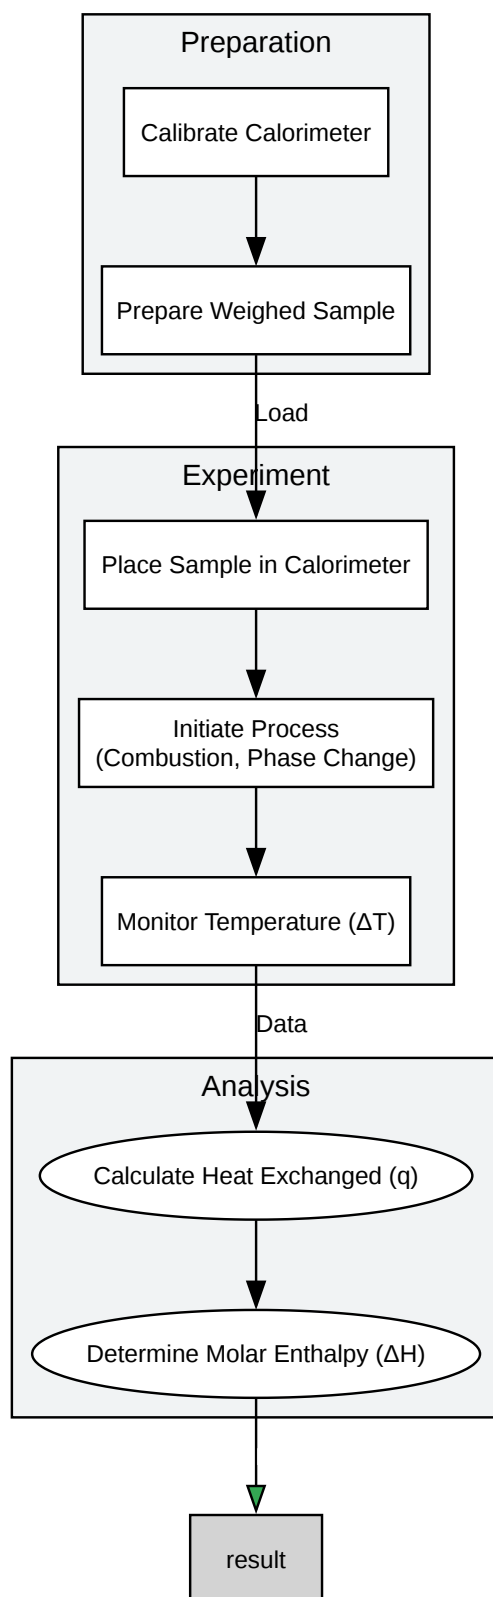 Preparation
Calibrate Calorimeter
Prepare Weighed Sample
Load
Experiment
Place Sample in Calorimeter
Initiate Process
(Combustion, Phase Change)
Monitor Temperature (ΔT)
Data
Analysis
Calculate Heat Exchanged (q)
Determine Molar Enthalpy (ΔH)
result